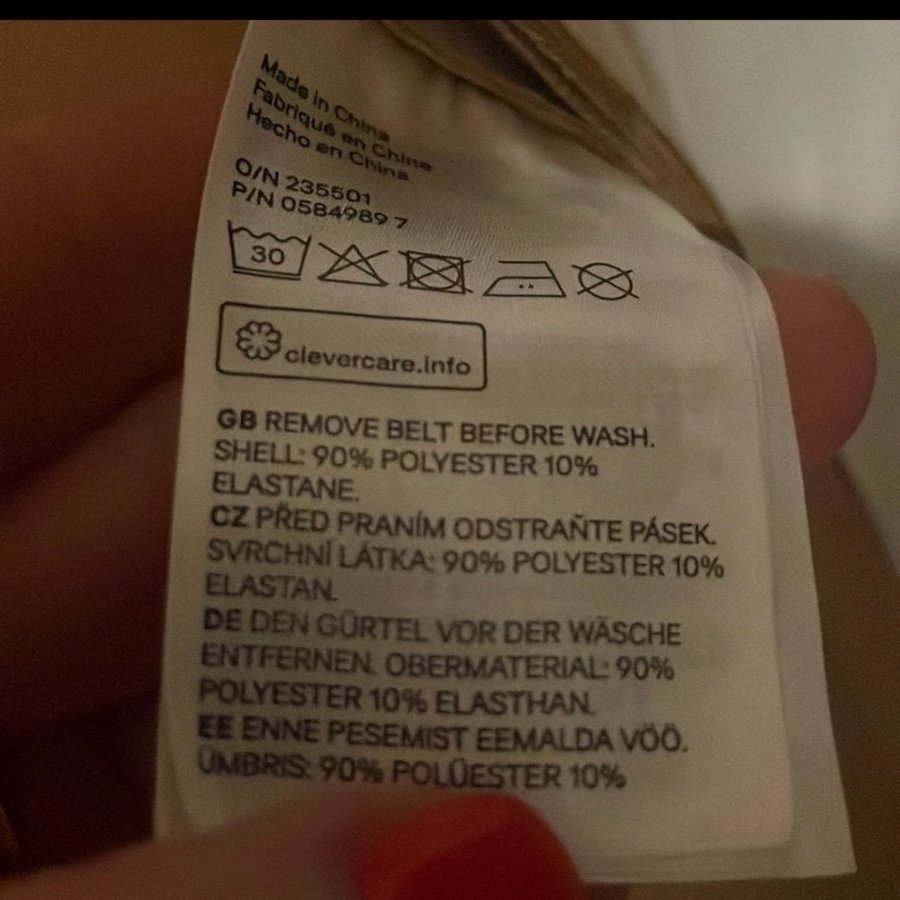 Made in China
Fabriqué en Chine
Hecho en China
O/N 235501
P/N 0584989 7
30
clevercare.info
GB REMOVE BELT BEFORE WASH.
SHELL: 90% POLYESTER 10%
ELASTANE.
CZ PŘED PRANÍM ODSTRAŇTE PÁSEK.
SVRCHNÍ LÁTKA: 90% POLYESTER 10%
ELASTAN.
DE DEN GÜRTEL VOR DER WÄSCHE
ENTFERNEN. OBERMATERIAL: 90%
POLYESTER 10% ELASTHAN.
EE ENNE PESEMIST EEMALDA VÖÖ.
ÜMBRIS: 90% POLÜESTER 10%